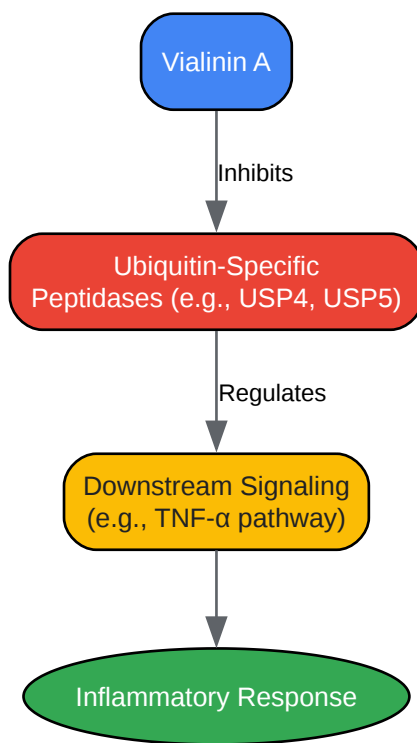 Vialinin A
Inhibits
Ubiquitin-Specific
Peptidases (e.g., USP4, USP5)
Regulates
Downstream Signaling
(e.g., TNF-α pathway)
Inflammatory Response